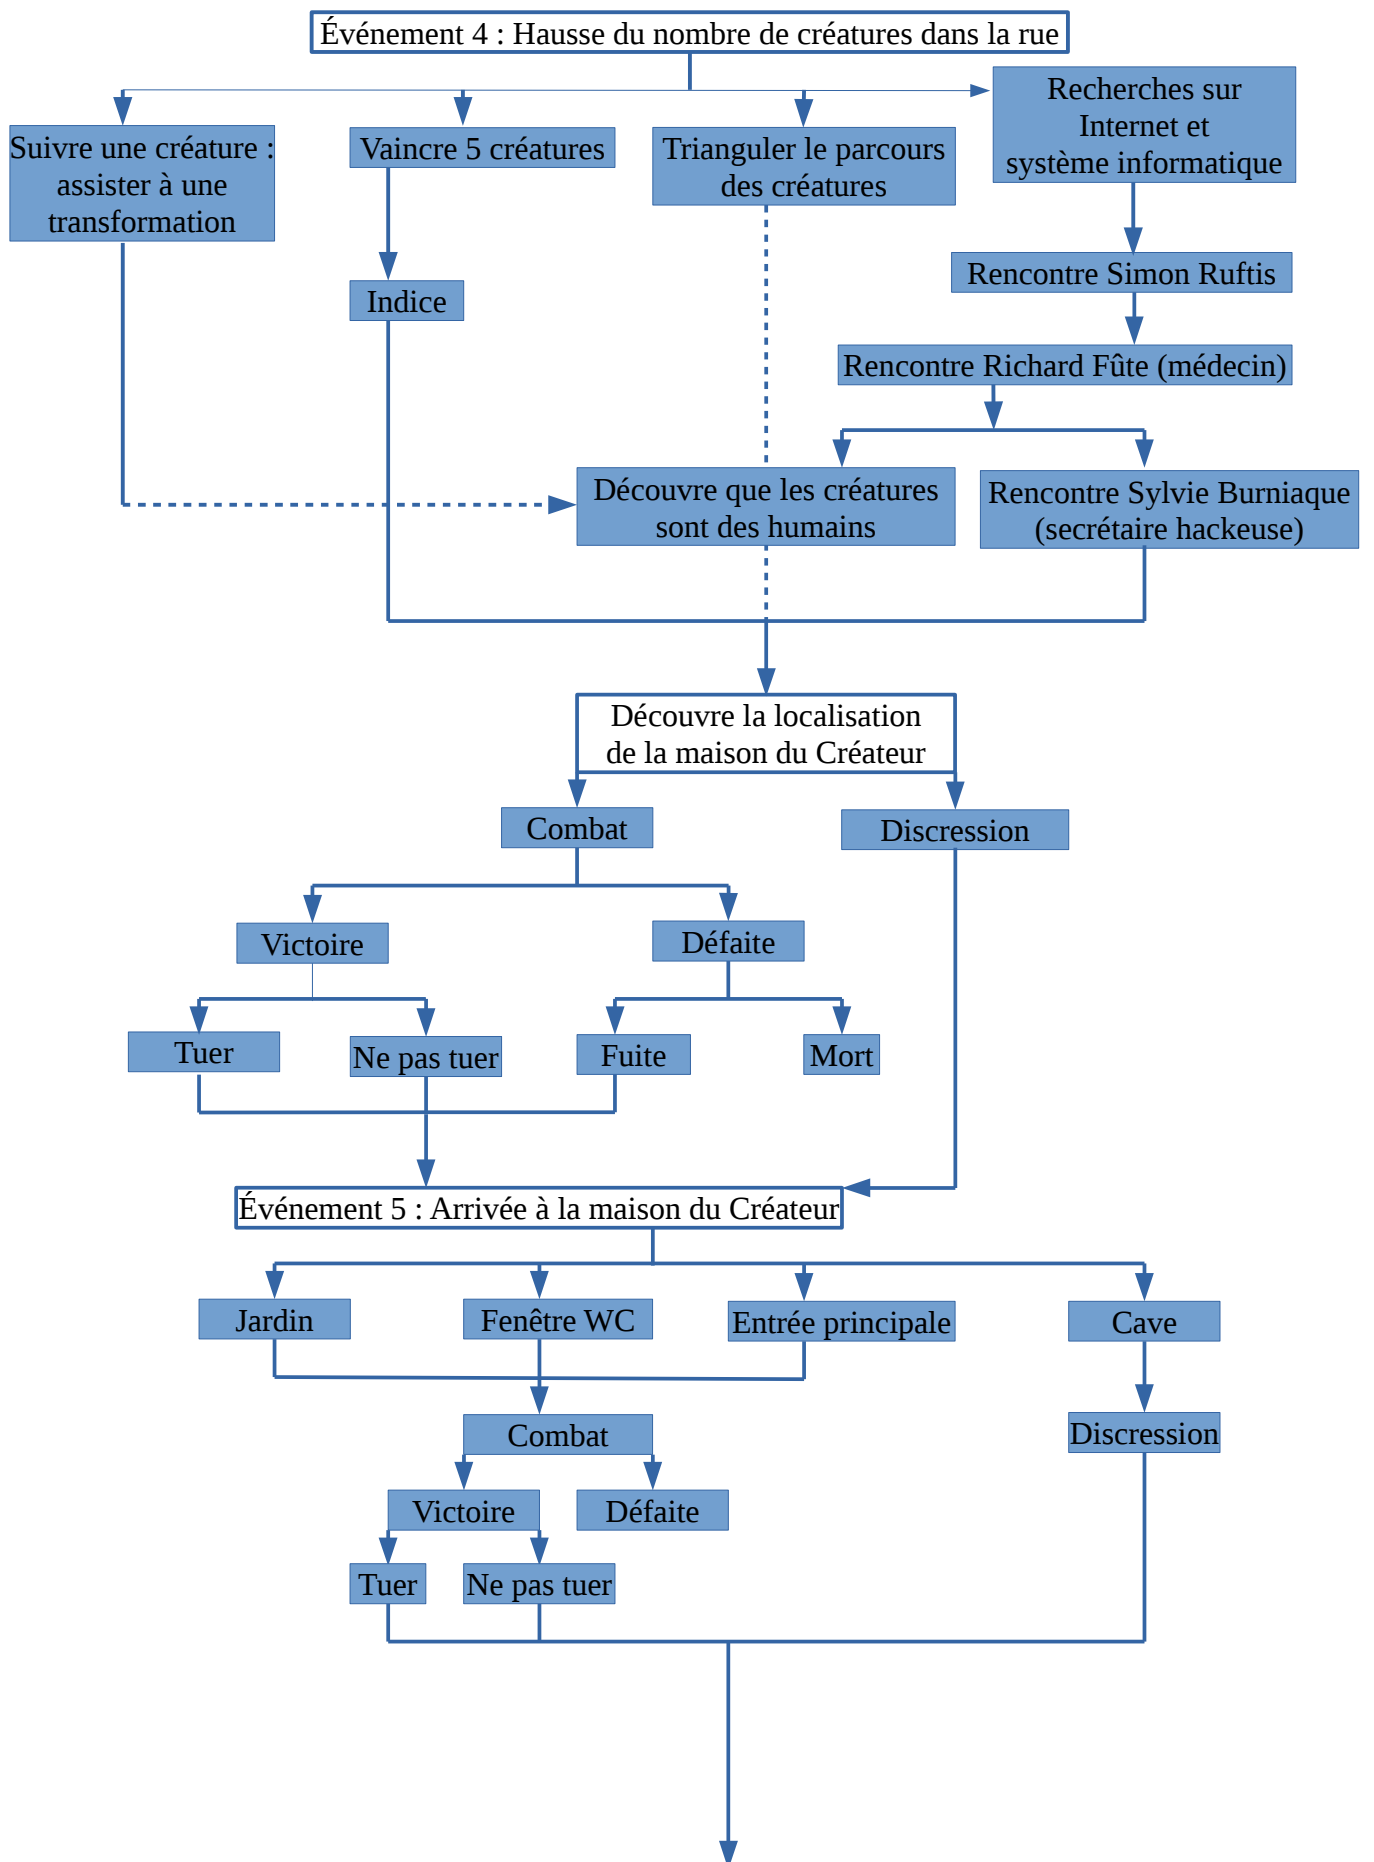 Événement 4 : Hausse du nombre de créatures dans la rue
Suivre une créature :
assister à une
transformation
Vaincre 5 créatures
Trianguler le parcours
des créatures
Recherches sur
Internet et
système informatique
Rencontre Simon Ruftis
Indice
Rencontre Richard Fûte (médecin)
Découvre que les créatures
sont des humains
Rencontre Sylvie Burniaque
(secrétaire hackeuse)
Découvre la localisation
de la maison du Créateur
Combat
Discression
Victoire
Défaite
Tuer
Ne pas tuer
Fuite
Mort
Événement 5 : Arrivée à la maison du Créateur
Jardin
Fenêtre WC
Entrée principale
Cave
Combat
Discression
Victoire
Défaite
Tuer
Ne pas tuer